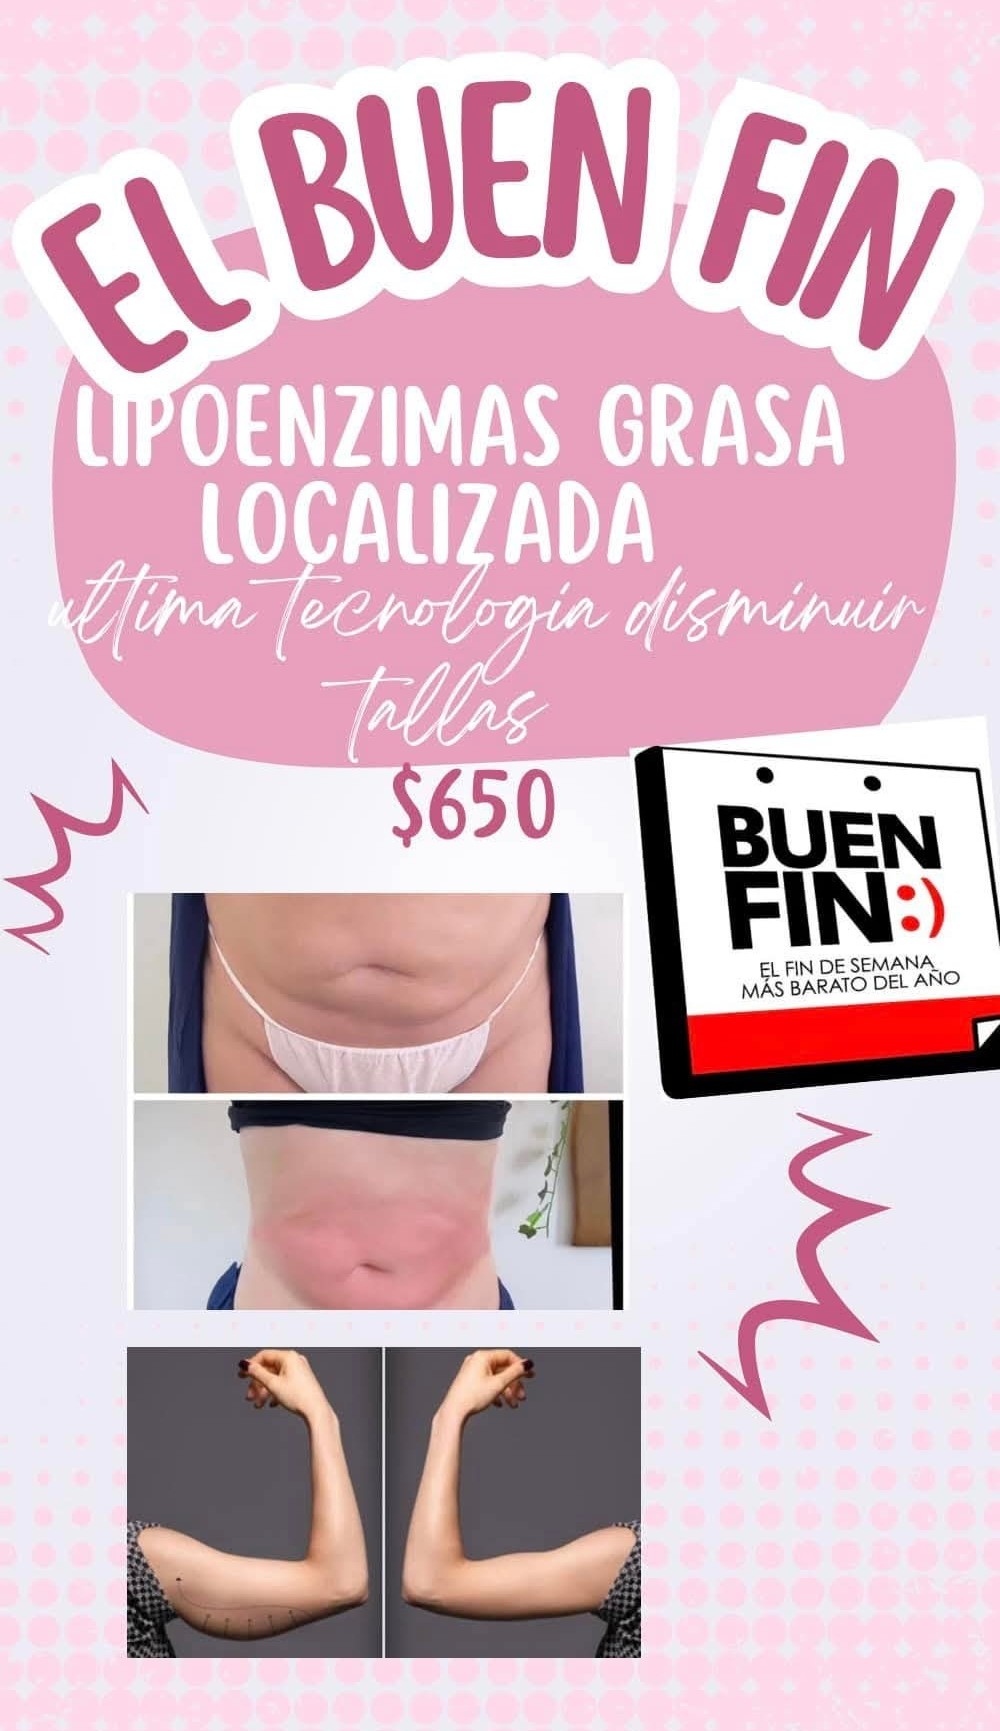 EL BUEN FIN
LIPOENZIMAS GRASA
LOCALIZADA
ultima tecnologia disminuir
tallas
$650
BUEN
FIN:)
EL FIN DE SEMANA
MÁS BARATO DEL AÑO